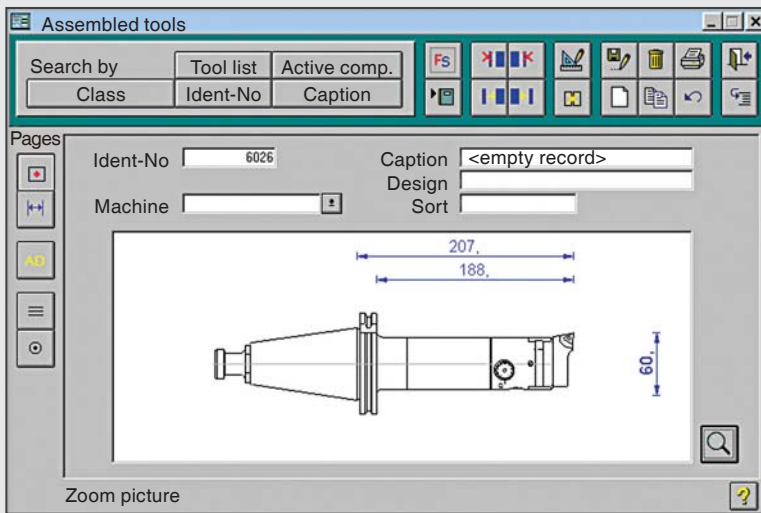 Assembled tools
Search by
Tool list
Active comp.
Class
Ident-No
Caption
FS
Pages
Ident-No 6026
Caption <empty record>
Design
Machine
Sort
AD
207,
188,
60,
Zoom picture
?